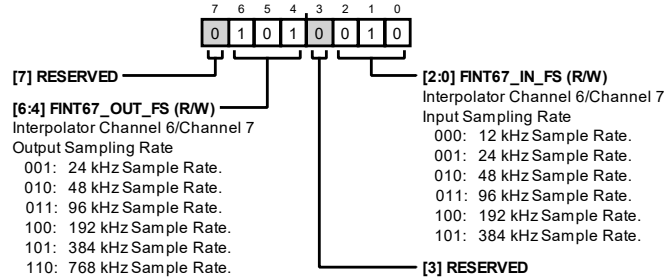 7 6 5 4 3 2 1 0
0 1 0 1 0 0 1 0
[7] RESERVED
[6:4] FINT67_OUT_FS (R/W)
Interpolator Channel 6/Channel 7
Output Sampling Rate
001: 24 kHz Sample Rate.
010: 48 kHz Sample Rate.
011: 96 kHz Sample Rate.
100: 192 kHz Sample Rate.
101: 384 kHz Sample Rate.
110: 768 kHz Sample Rate.
[2:0] FINT67_IN_FS (R/W)
Interpolator Channel 6/Channel 7
Input Sampling Rate
000: 12 kHz Sample Rate.
001: 24 kHz Sample Rate.
010: 48 kHz Sample Rate.
011: 96 kHz Sample Rate.
100: 192 kHz Sample Rate.
101: 384 kHz Sample Rate.
[3] RESERVED